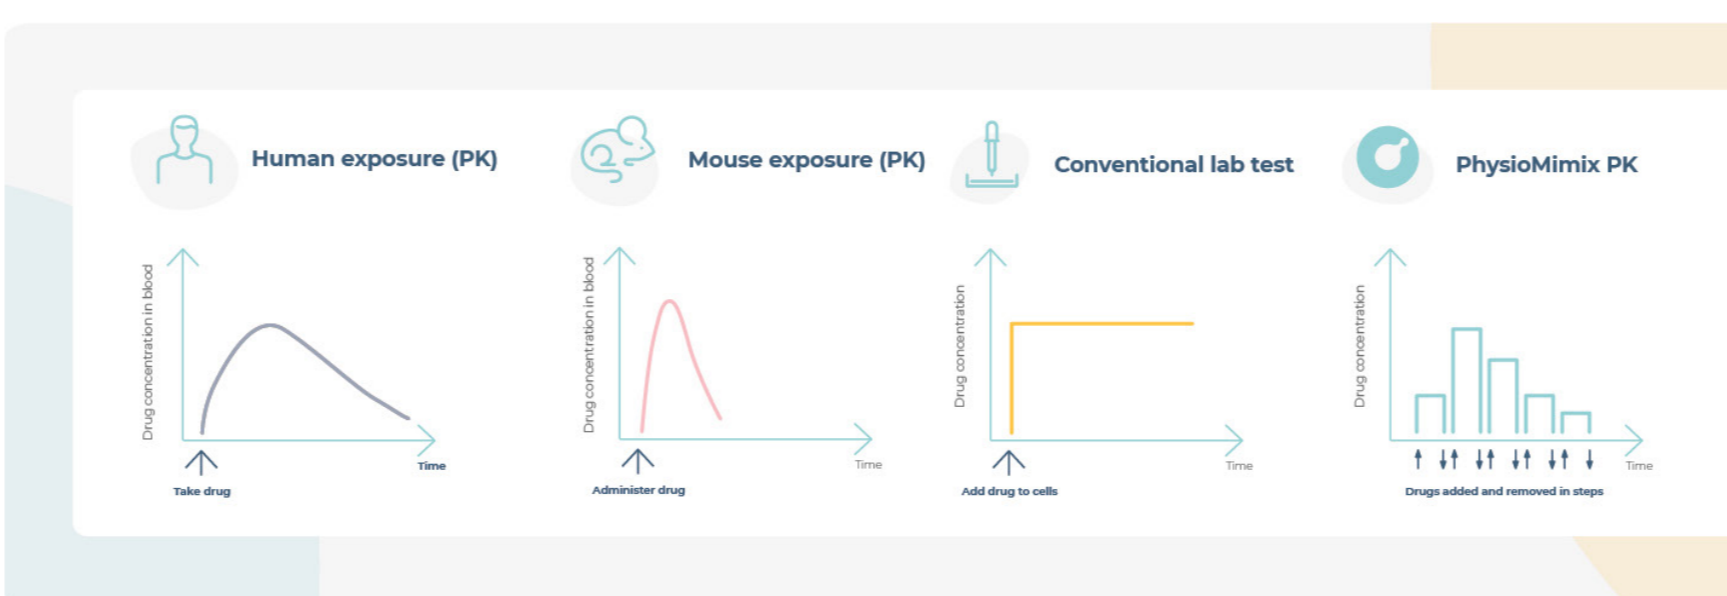 Human exposure (PK)
Mouse exposure (PK)
Conventional lab test
PhysioMimix PK
Drug concentration in blood
Time
Take drug
Drug concentration in blood
Time
Administer drug
Drug concentration
Time
Add drug to cells
Drug concentration
Time
Drugs added and removed in steps